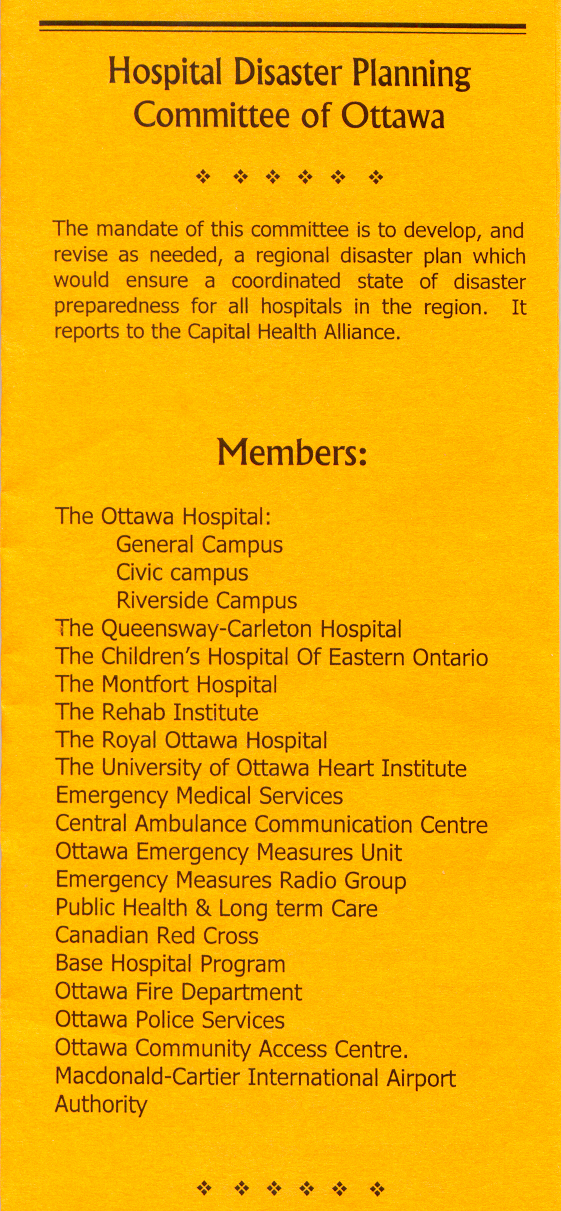 Hospital Disaster Planning
Committee of Ottawa
The mandate of this committee is to develop, and
revise as needed, a regional disaster plan which
would ensure a coordinated state of disaster
preparedness for all hospitals in the region. It
reports to the Capital Health Alliance.
Members:
The Ottawa Hospital:
General Campus
Civic campus
Riverside Campus
The Queensway-Carleton Hospital
The Children's Hospital Of Eastern Ontario
The Montfort Hospital
The Rehab Institute
The Royal Ottawa Hospital
The University of Ottawa Heart Institute
Emergency Medical Services
Central Ambulance Communication Centre
Ottawa Emergency Measures Unit
Emergency Measures Radio Group
Public Health & Long term Care
Canadian Red Cross
Base Hospital Program
Ottawa Fire Department
Ottawa Police Services
Ottawa Community Access Centre.
Macdonald-Cartier International Airport
Authority